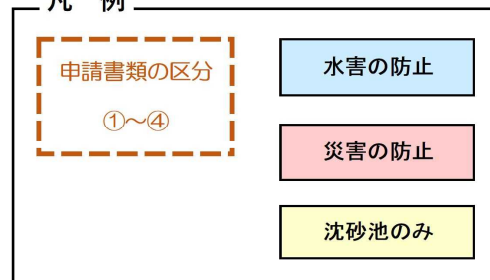 凡 例
申請書類の区分
①～④
水害の防止
災害の防止
沈砂池のみ